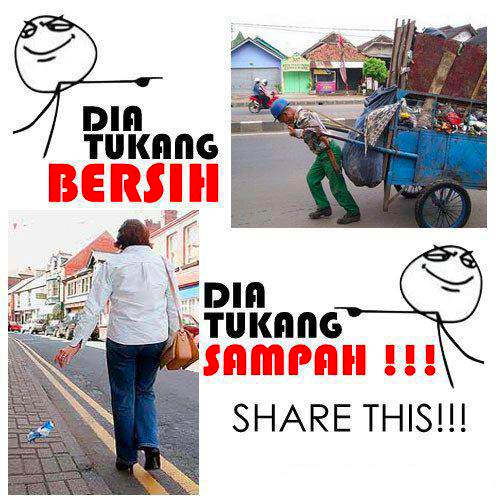 DIA
TUKANG
BERSIH
DIA
TUKANG
SAMPAH !!!
SHARE THIS!!!